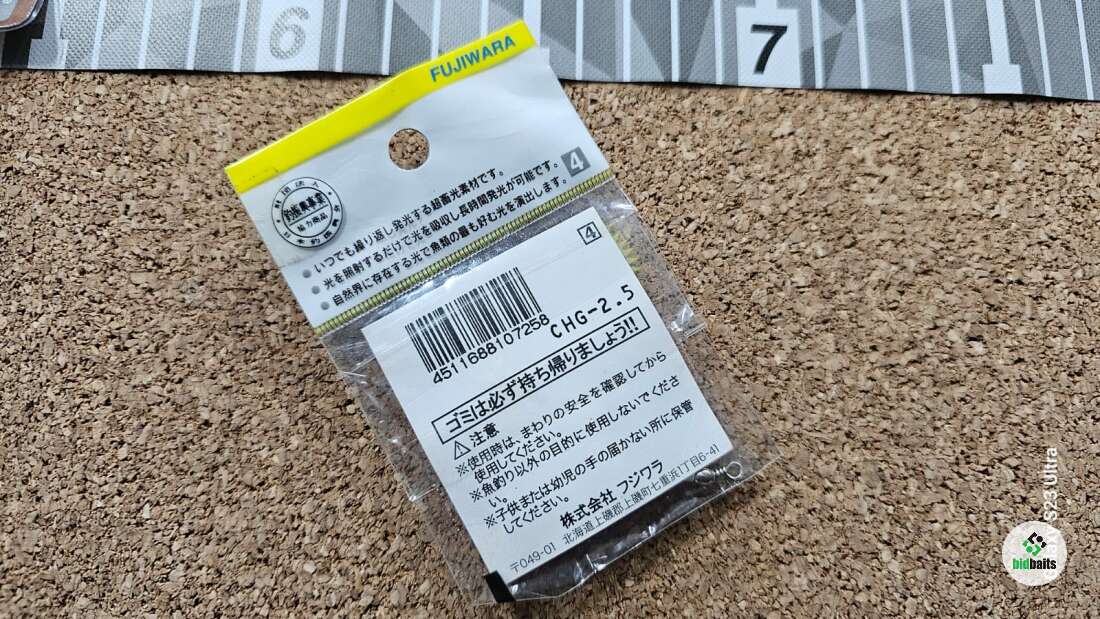 6
7
FUJIWARA
4
釣振興事業
協力商品
いつでも繰り返し発光する超蓄光素材です。
光を照射するだけで光を吸収し長時間発光が可能です。
自然界に存在する光で魚類の最も好む光を演出します。
4
4511688107258
CHG-2.5
ゴミは必ず持ち帰りましょう!!
⚠注意
※使用時は、まわりの安全を確認してから
使用してください。
※魚釣り以外の目的に使用しないでくださ
い。
※子供または幼児の手の届かない所に保管
してください。
株式会社 フジワラ
〒049-01 北海道上磯郡上磯町七重浜1丁目6-41
S23 Ultra
bidbaits